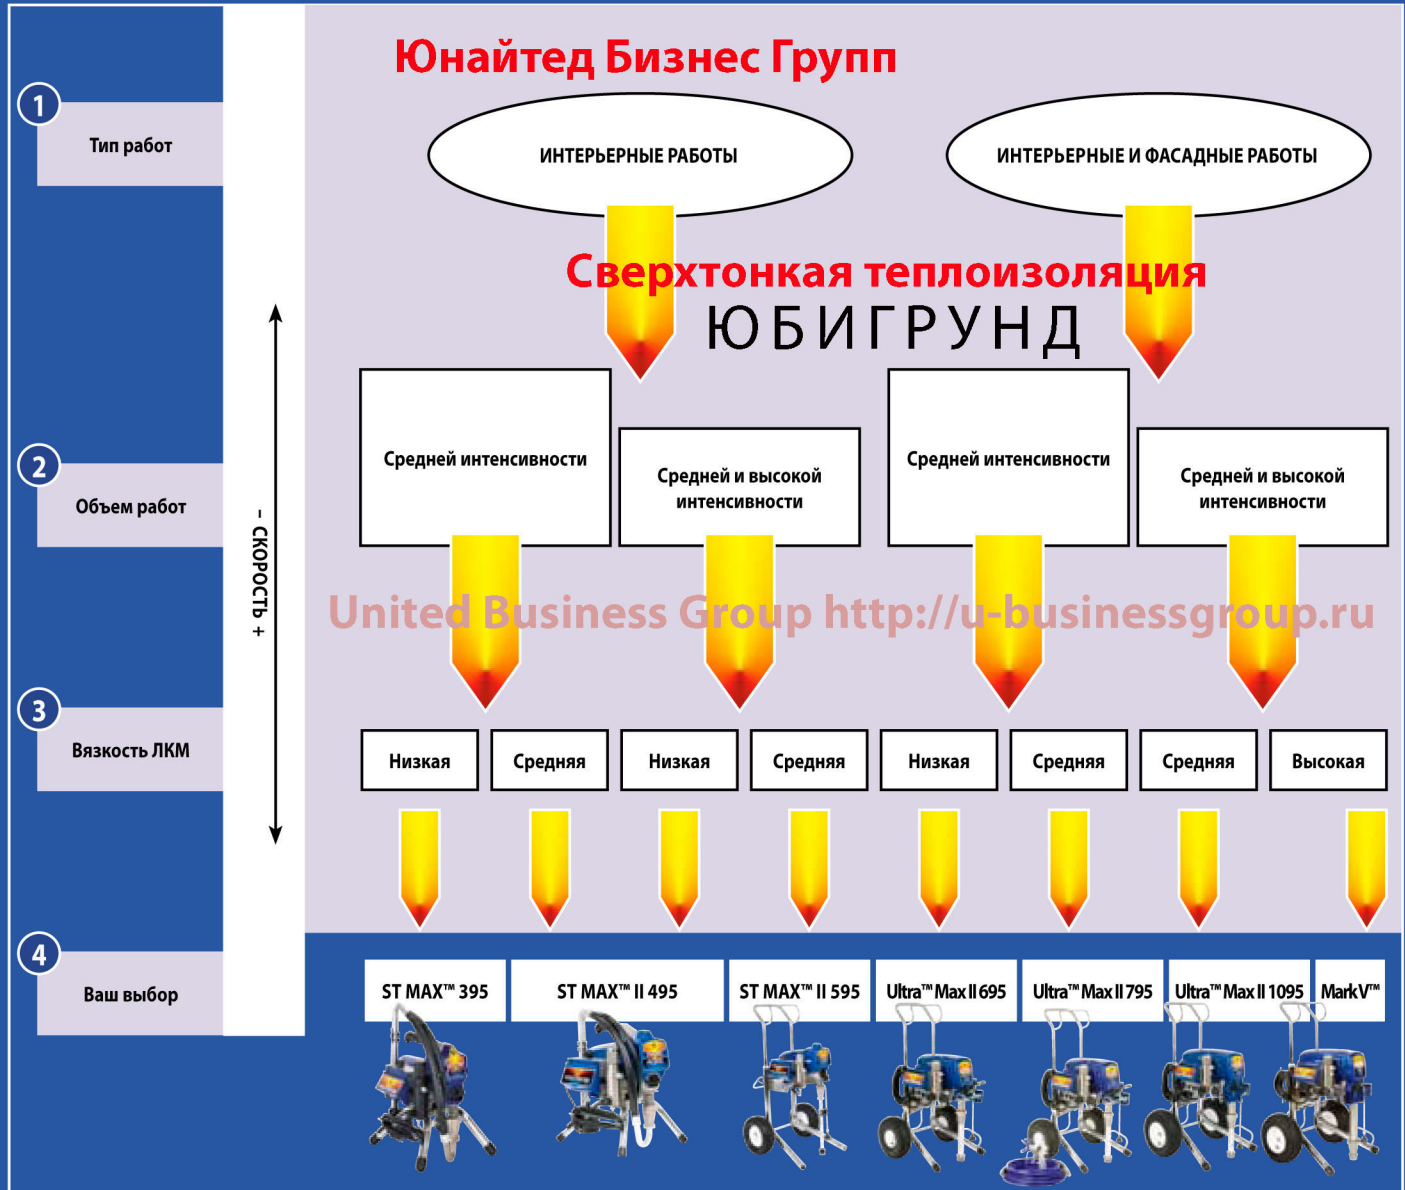 Юнайтед Бизнес Групп
1
Тип работ
ИНТЕРЬЕРНЫЕ РАБОТЫ
ИНТЕРЬЕРНЫЕ И ФАСАДНЫЕ РАБОТЫ
Сверхтонкая теплоизоляция
ЮБИГРУНД
2
Объем работ
Средней интенсивности
Средней и высокой
интенсивности
Средней интенсивности
Средней и высокой
интенсивности
– СКОРОСТЬ +
United Business Group http://u-businessgroup.ru
3
Вязкость ЛКМ
Низкая
Средняя
Низкая
Средняя
Низкая
Средняя
Средняя
Высокая
4
Ваш выбор
ST MAX™ 395
ST MAX™ II 495
ST MAX™ II 595
Ultra™ Max II 695
Ultra™ Max II 795
Ultra™ Max II 1095
Mark V™